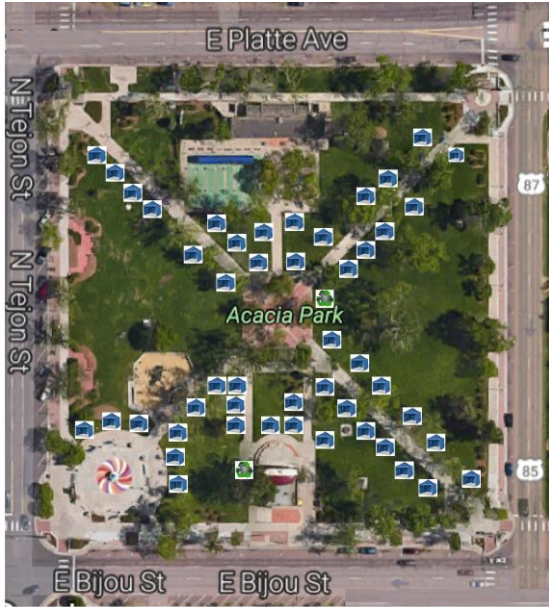 E Platte Ave
N Tejon St
87
N Tejon St
Acacia Park
85
E Bijou St
E Bijou St